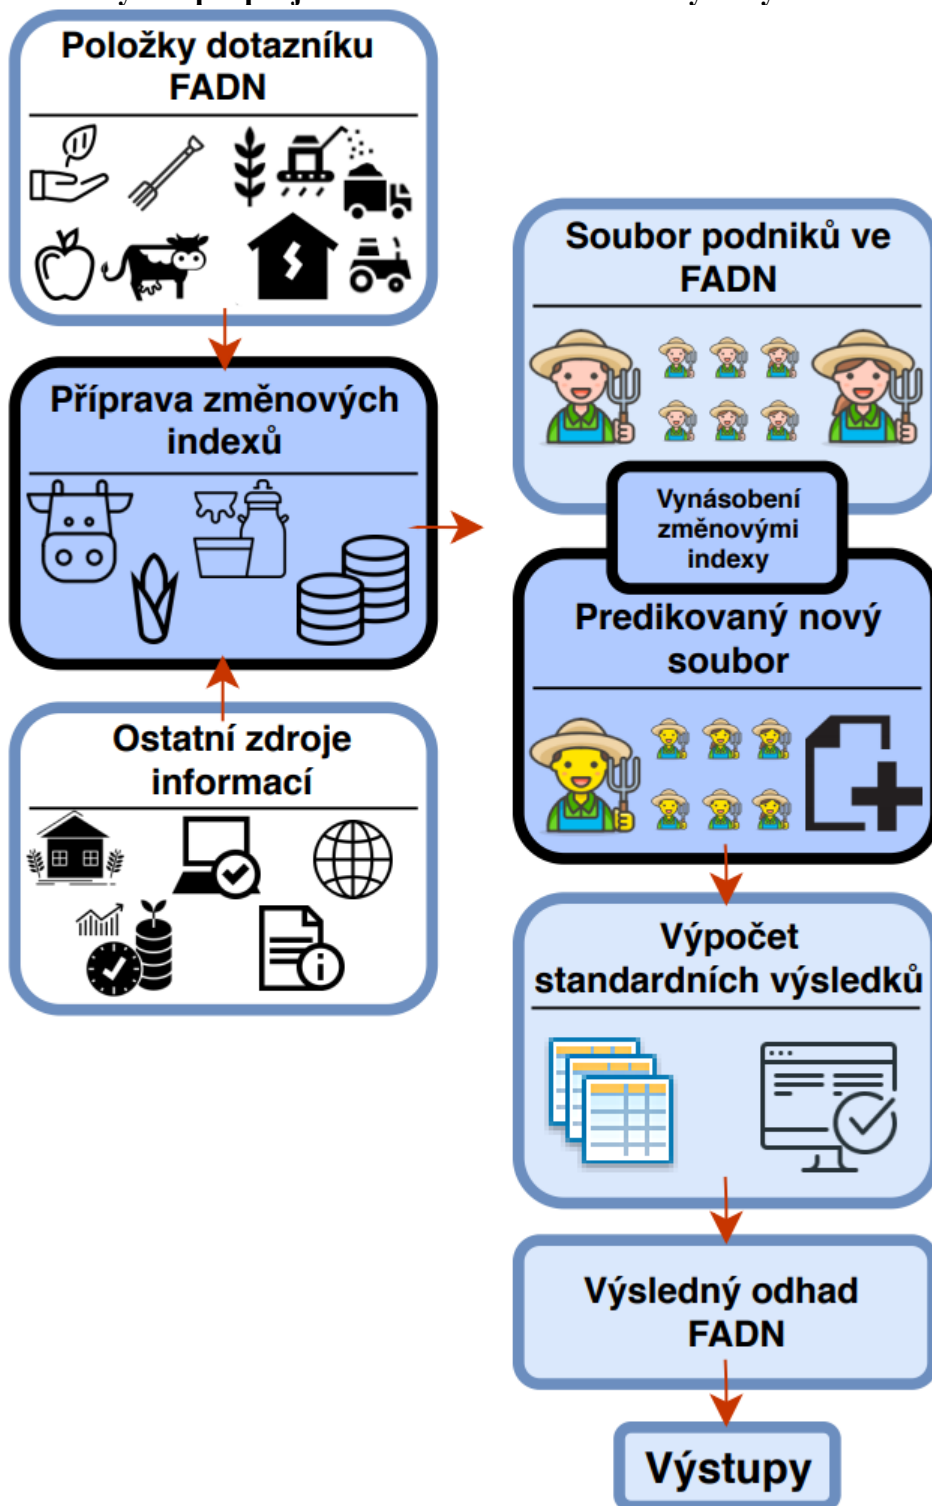 Položky dotazníku
FADN
Příprava změnových
indexů
Ostatní zdroje
informací
Soubor podniků ve
FADN
Vynásobení
změnovými
indexy
Predikovaný nový
soubor
Výpočet
standardních výsledků
Výsledný odhad
FADN
Výstupy